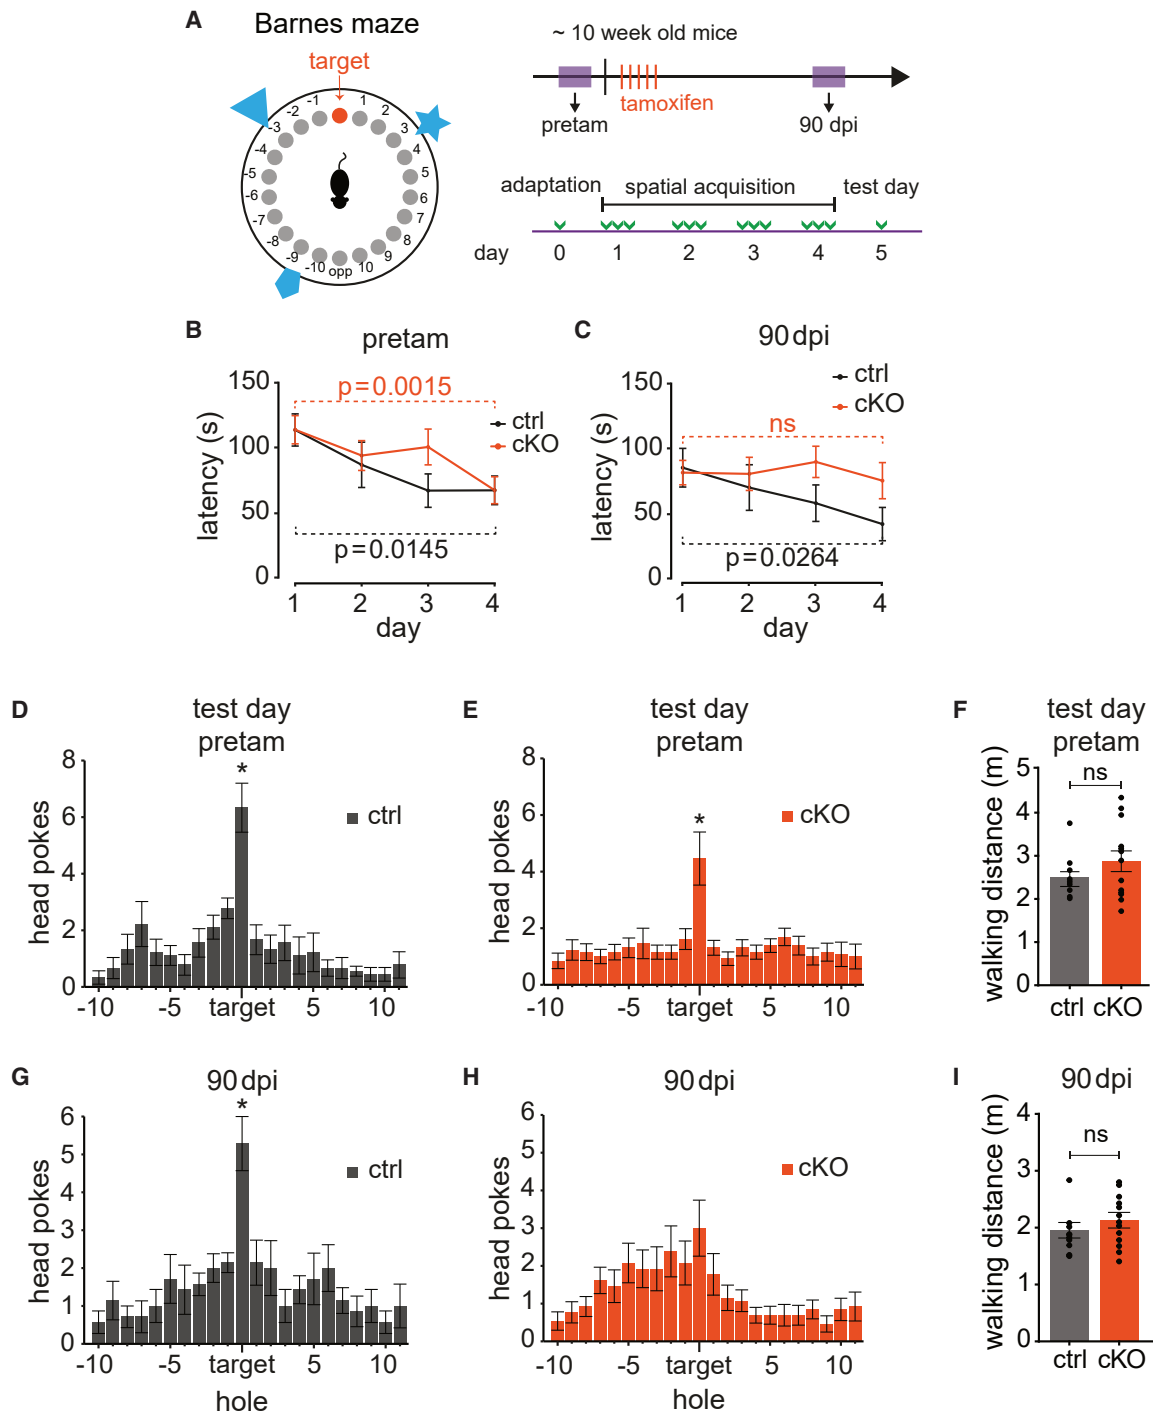 A
Barnes maze
target
-1
1
-2
2
-3
3
-4
4
-5
5
-6
6
-7
7
-8
8
-9
9
-10
opp
10
~ 10 week old mice
tamoxifen
pretam
90 dpi
adaptation
spatial acquisition
test day
day
0
1
2
3
4
5
B
pretam
latency (s)
150
100
50
0
p=0.0015
p=0.0145
ctrl
cKO
1
2
3
4
day
C
90 dpi
latency (s)
150
100
50
0
ns
p=0.0264
ctrl
cKO
1
2
3
4
day
D
test day
pretam
head pokes
8
6
4
2
0
*
ctrl
-10
-5
target
5
10
E
test day
pretam
head pokes
8
6
4
2
0
*
cKO
-10
-5
target
5
10
F
test day
pretam
walking distance (m)
5
4
3
2
1
0
ns
ctrl
cKO
G
90 dpi
head pokes
6
5
4
3
2
1
0
*
ctrl
-10
-5
target
5
10
hole
H
90 dpi
head pokes
6
5
4
3
2
1
0
cKO
-10
-5
target
5
10
hole
I
90 dpi
walking distance (m)
4
3
2
1
0
ns
ctrl
cKO